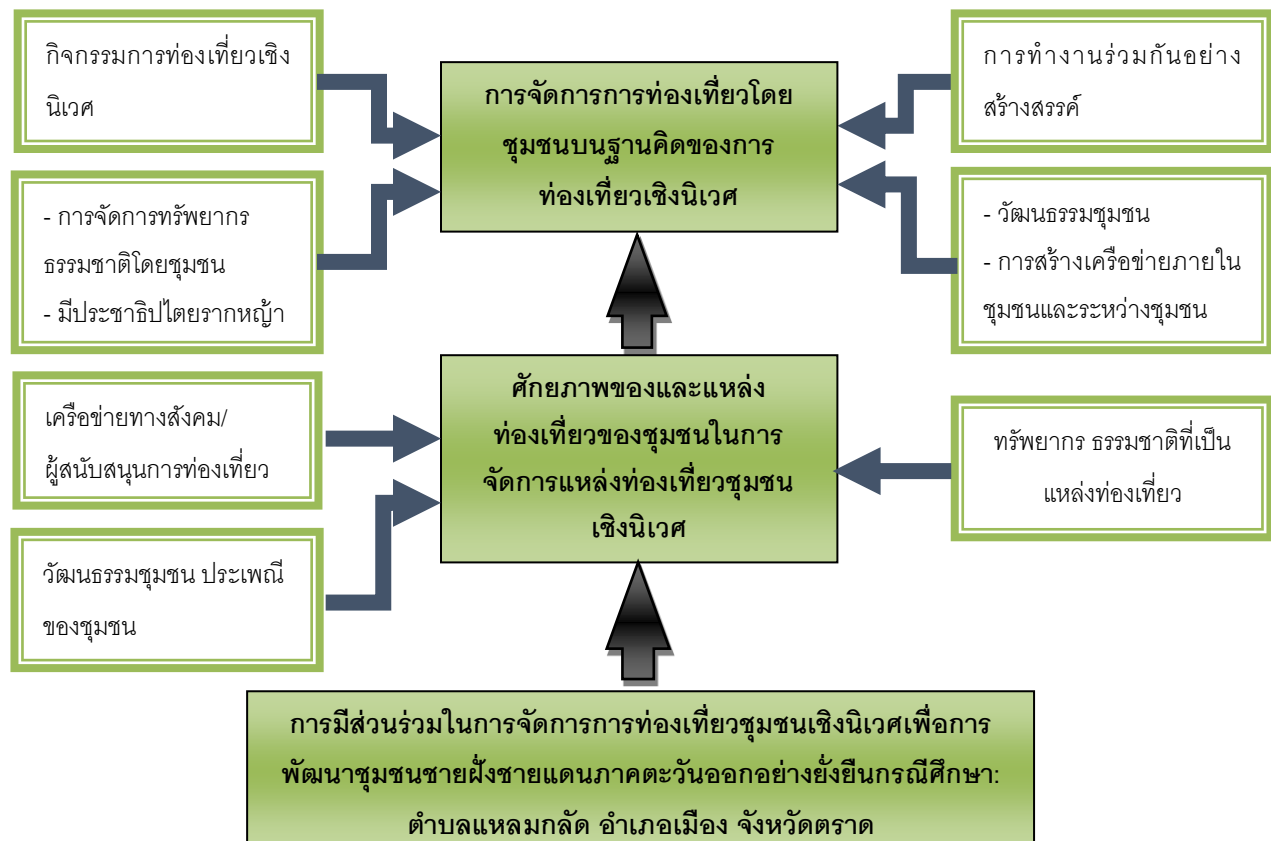 กิจกรรมการท่องเที่ยวเชิง
นิเวศ
การจัดการการท่องเที่ยวโดย
ชุมชนบนฐานคิดของการ
ท่องเที่ยวเชิงนิเวศ
การทำงานร่วมกันอย่าง
สร้างสรรค์
- การจัดการทรัพยากร
ธรรมชาติโดยชุมชน
- มีประชาธิปไตยรากหญ้า
- วัฒนธรรมชุมชน
- การสร้างเครือข่ายภายใน
ชุมชนและระหว่างชุมชน
เครือข่ายทางสังคม/
ผู้สนับสนุนการท่องเที่ยว
ศักยภาพของและแหล่ง
ท่องเที่ยวของชุมชนในการ
จัดการแหล่งท่องเที่ยวชุมชน
เชิงนิเวศ
ทรัพยากร ธรรมชาติที่เป็น
แหล่งท่องเที่ยว
วัฒนธรรมชุมชน ประเพณี
ของชุมชน
การมีส่วนร่วมในการจัดการการท่องเที่ยวชุมชนเชิงนิเวศเพื่อการ
พัฒนาชุมชนชายฝั่งชายแดนภาคตะวันออกอย่างยั่งยืนกรณีศึกษา:
ตำบลแหลมกลัด อำเภอเมือง จังหวัดตราด